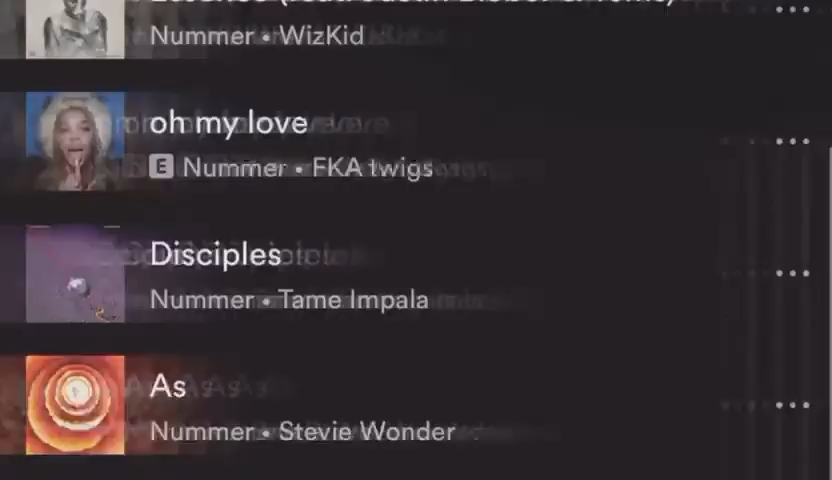 Nummer • WizKid
oh my love
E Nummer • FKA twigs
Disciples
Nummer • Tame Impala
As
Nummer • Stevie Wonder